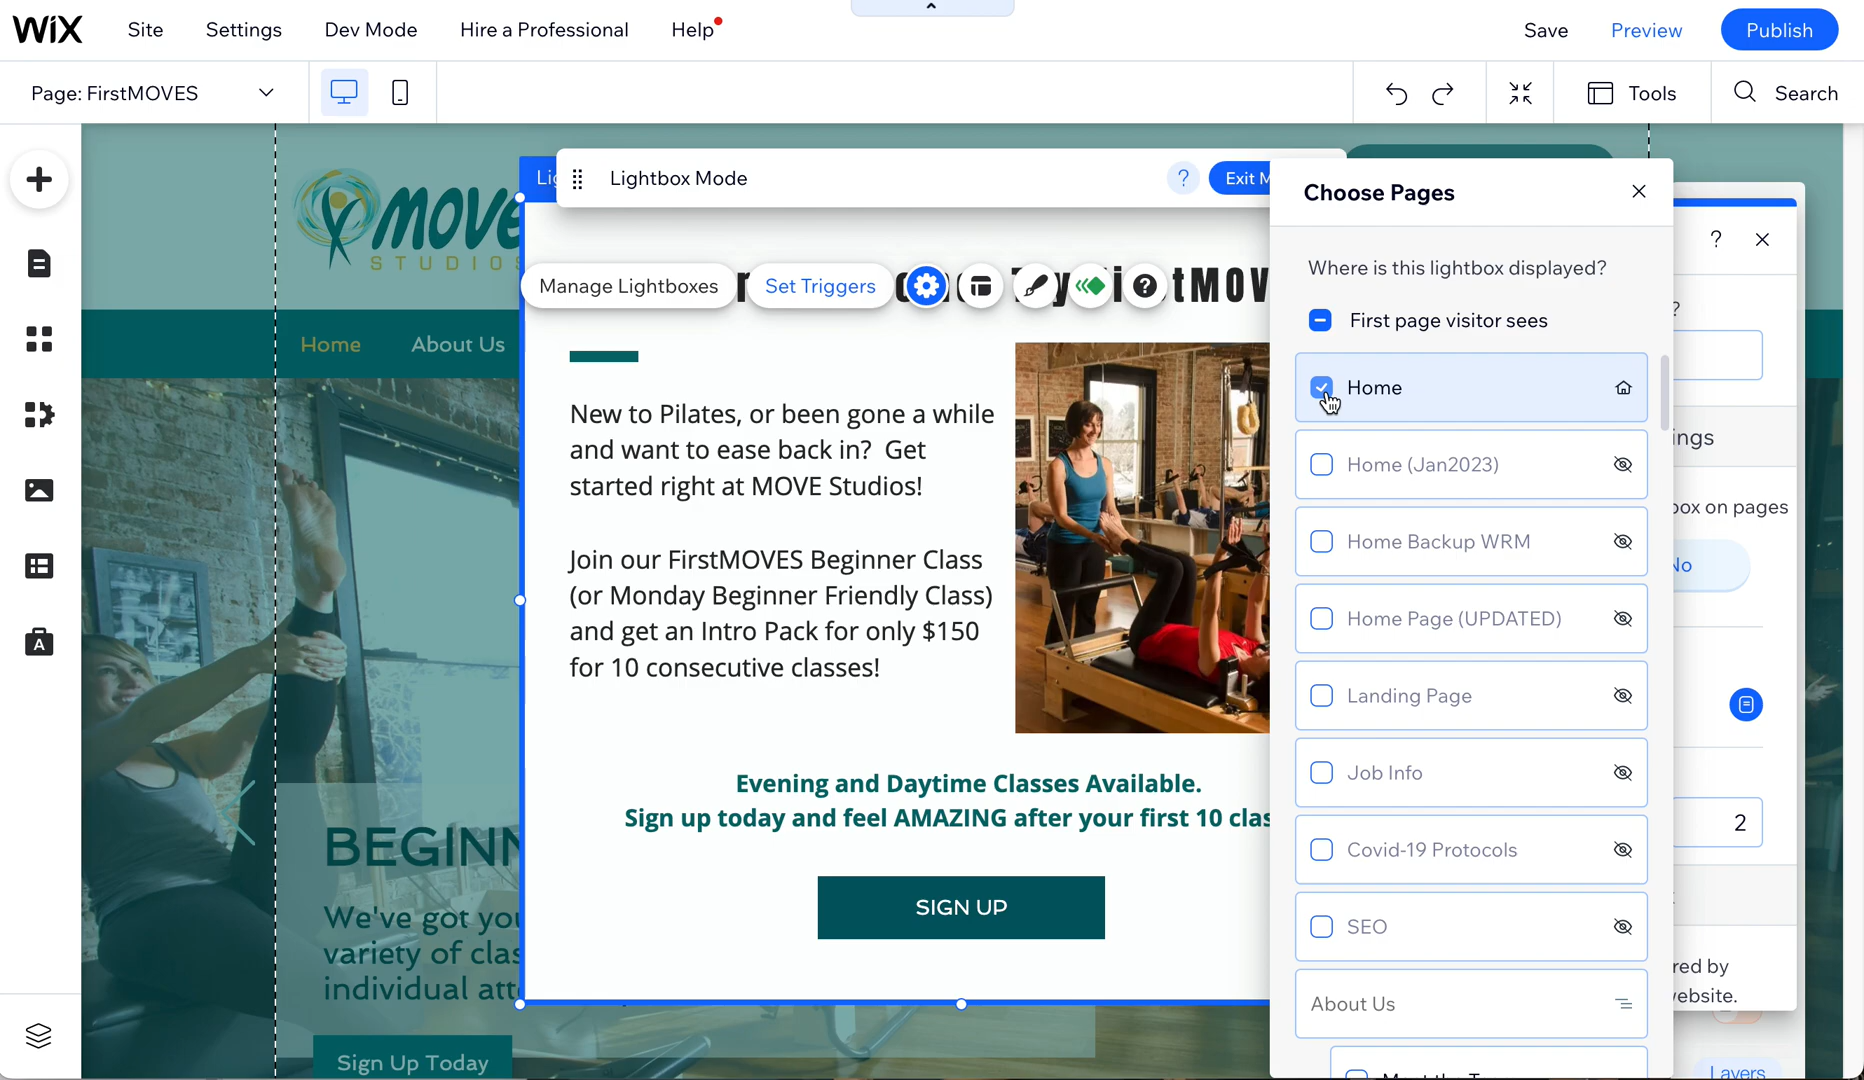 WiX
Site
Settings
Dev Mode
Hire a Professional
Help
Save
Preview
Publish
Page: FirstMOVES
Tools
Search
move
STUDIOS
Lightbox Mode
?
Exit M
Manage Lightboxes
Set Triggers
tMOV
Home
About Us
New to Pilates, or been gone a while
and want to ease back in? Get
started right at MOVE Studios!
Join our FirstMOVES Beginner Class
(or Monday Beginner Friendly Class)
and get an Intro Pack for only $150
for 10 consecutive classes!
Evening and Daytime Classes Available.
Sign up today and feel AMAZING after your first 10 clas
SIGN UP
BEGINN
We've got you
variety of clas
individual att
Sign Up Today
Choose Pages
Where is this lightbox displayed?
First page visitor sees
Home
Home (Jan2023)
Home Backup WRM
Home Page (UPDATED)
Landing Page
Job Info
Covid-19 Protocols
SEO
About Us
?
?
ings
box on pages
No
2
red by
website.
Layers